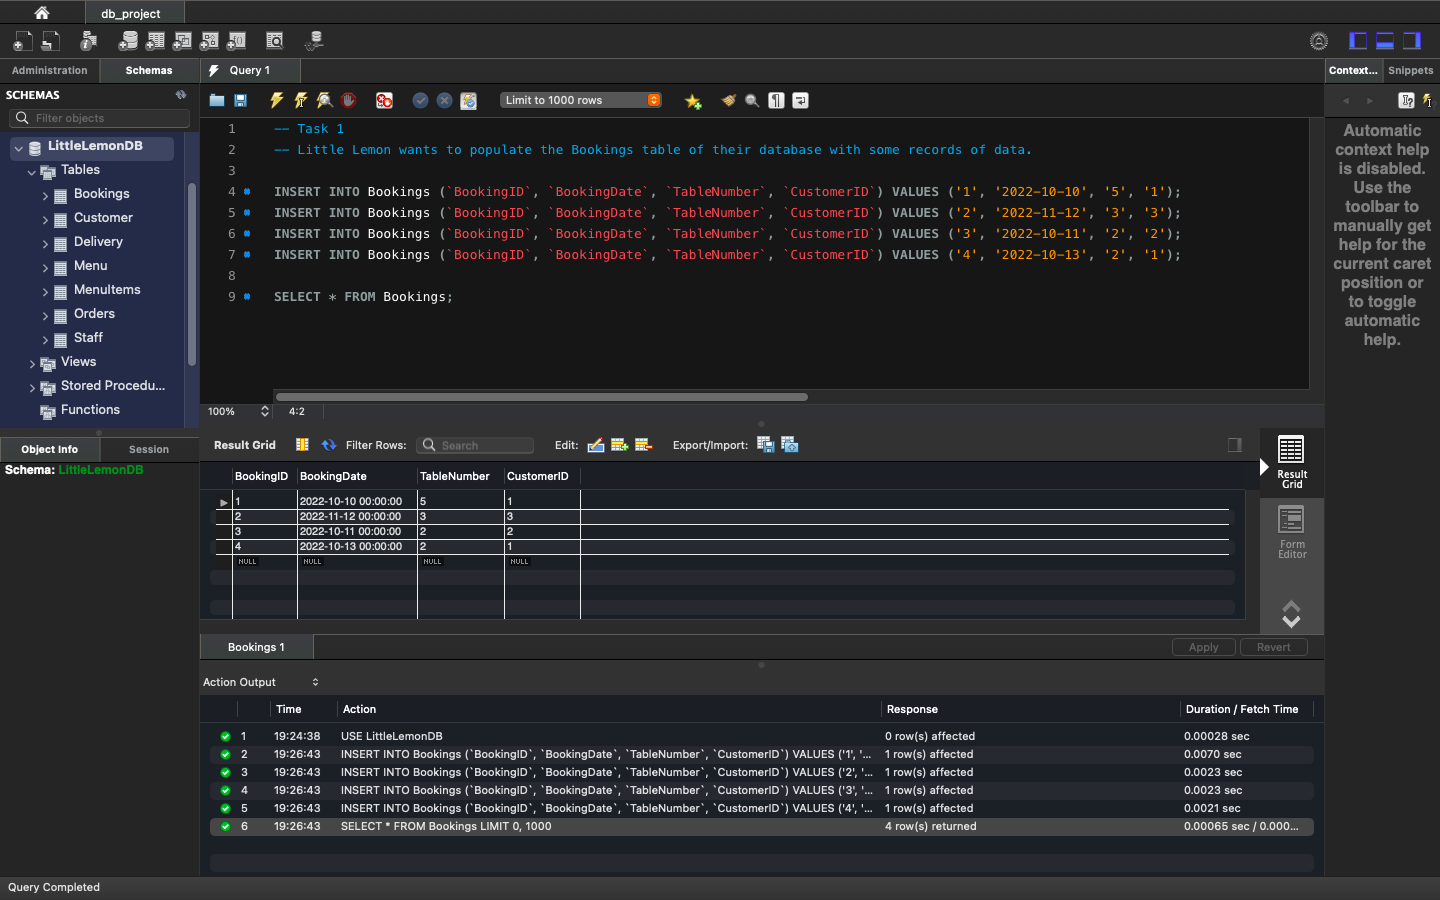 db_project
Administration
Schemas
Query 1
Context...
Snippets
SCHEMAS
Filter objects
LittleLemonDB
Tables
Bookings
Customer
Delivery
Menu
MenuItems
Orders
Staff
Views
Stored Procedu...
Functions
Object Info
Session
Schema: LittleLemonDB
Limit to 1000 rows
1 -- Task 1
2 -- Little Lemon wants to populate the Bookings table of their database with some records of data.
3
4 INSERT INTO Bookings (`BookingID`, `BookingDate`, `TableNumber`, `CustomerID`) VALUES ('1', '2022-10-10', '5', '1');
5 INSERT INTO Bookings (`BookingID`, `BookingDate`, `TableNumber`, `CustomerID`) VALUES ('2', '2022-11-12', '3', '3');
6 INSERT INTO Bookings (`BookingID`, `BookingDate`, `TableNumber`, `CustomerID`) VALUES ('3', '2022-10-11', '2', '2');
7 INSERT INTO Bookings (`BookingID`, `BookingDate`, `TableNumber`, `CustomerID`) VALUES ('4', '2022-10-13', '2', '1');
8
9 SELECT * FROM Bookings;
100% 4:2
Automatic
context help
is disabled.
Use the
toolbar to
manually get
help for the
current caret
position or
to toggle
automatic
help.
Result Grid Filter Rows: Search Edit: Export/Import:
BookingID BookingDate TableNumber CustomerID
1 2022-10-10 00:00:00 5 1
2 2022-11-12 00:00:00 3 3
3 2022-10-11 00:00:00 2 2
4 2022-10-13 00:00:00 2 1
NULL NULL NULL NULL
Result
Grid
Form
Editor
Bookings 1
Apply
Revert
Action Output
Time Action Response Duration / Fetch Time
1 19:24:38 USE LittleLemonDB 0 row(s) affected 0.00028 sec
2 19:26:43 INSERT INTO Bookings (`BookingID`, `BookingDate`, `TableNumber`, `CustomerID`) VALUES ('1', '... 1 row(s) affected 0.0070 sec
3 19:26:43 INSERT INTO Bookings (`BookingID`, `BookingDate`, `TableNumber`, `CustomerID`) VALUES ('2', '... 1 row(s) affected 0.0023 sec
4 19:26:43 INSERT INTO Bookings (`BookingID`, `BookingDate`, `TableNumber`, `CustomerID`) VALUES ('3', '... 1 row(s) affected 0.0023 sec
5 19:26:43 INSERT INTO Bookings (`BookingID`, `BookingDate`, `TableNumber`, `CustomerID`) VALUES ('4', '... 1 row(s) affected 0.0021 sec
6 19:26:43 SELECT * FROM Bookings LIMIT 0, 1000 4 row(s) returned 0.00065 sec / 0.000...
Query Completed